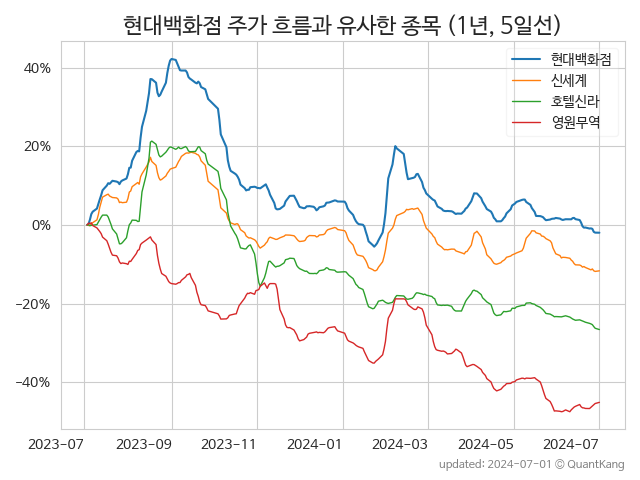 현대백화점 주가 흐름과 유사한 종목 (1년, 5일선)
현대백화점
신세계
호텔신라
영원무역
40%
20%
0%
−20%
−40%
2023-07 2023-09 2023-11 2024-01 2024-03 2024-05 2024-07
updated: 2024-07-01 © QuantKang